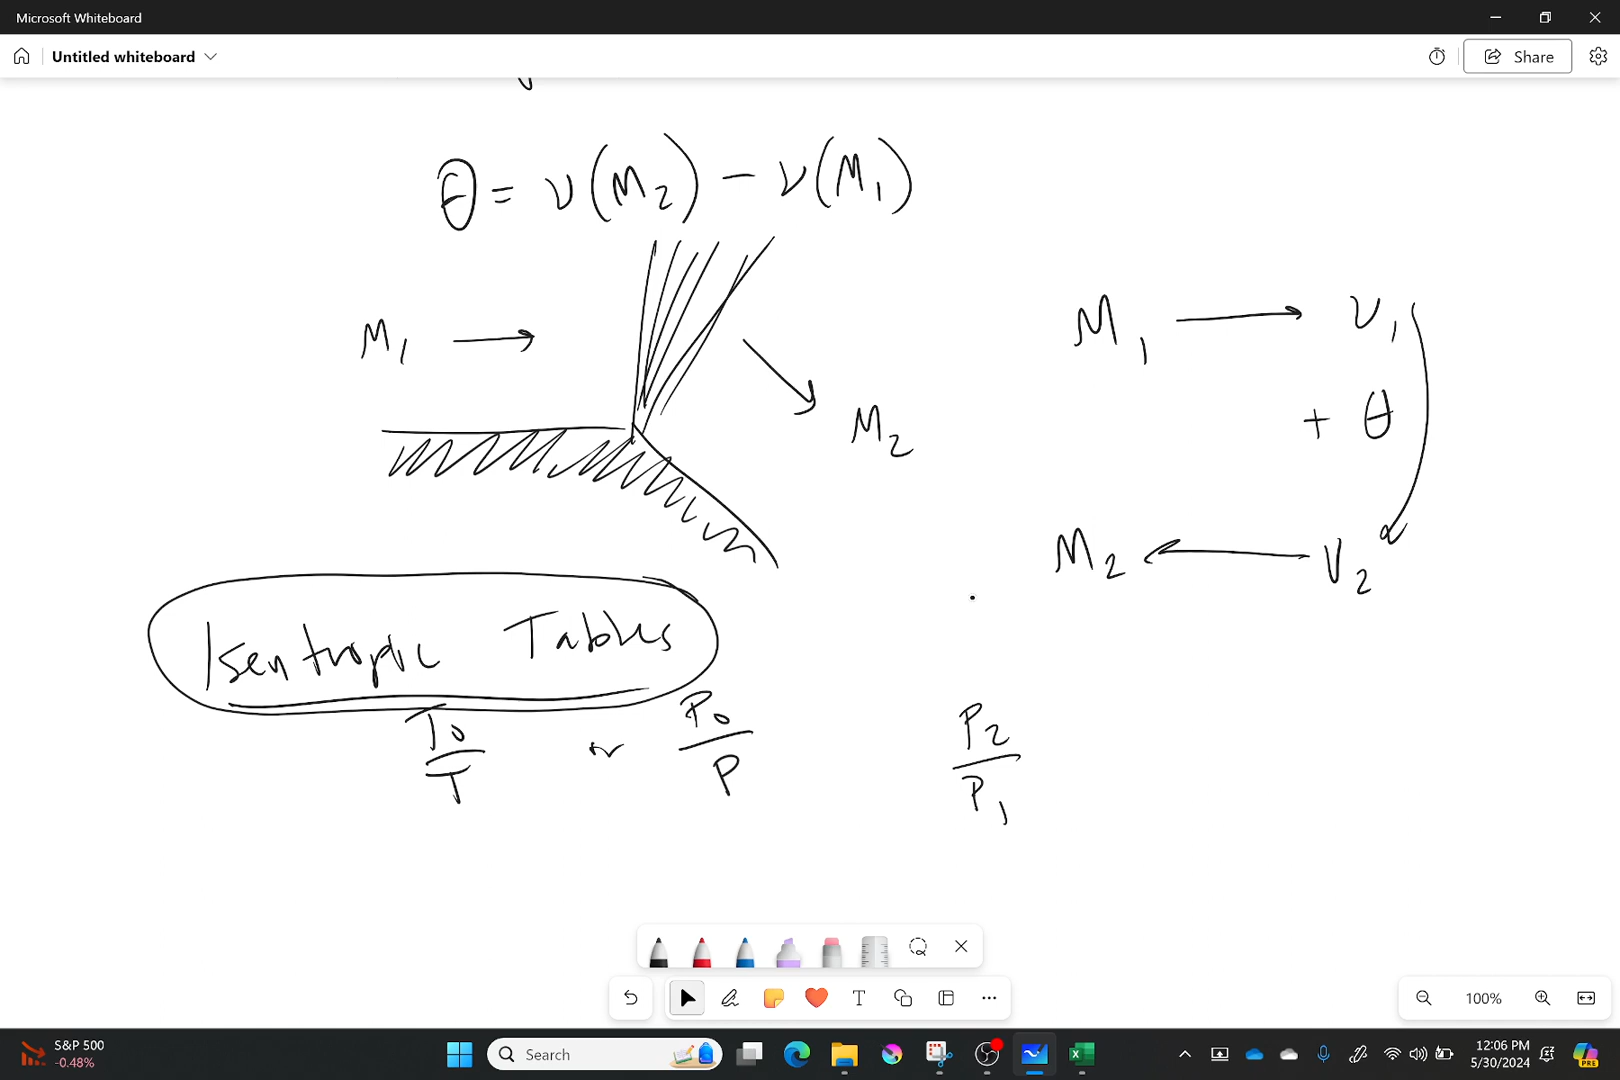 Microsoft Whiteboard
Untitled whiteboard
Share
θ = ν(M₂) − ν(M₁)
M₁ → ν₁
M₁ →
+ θ
M₂
M₂ ← ν₂
Isentropic Tables
T₀/T or P₀/P P₂/P₁
T
100%
S&P 500
-0.48%
Search
PRE
12:06 PM
5/30/2024